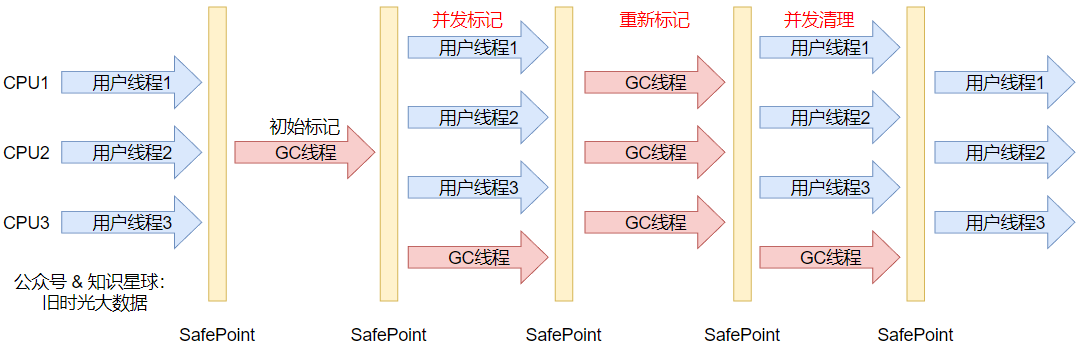 并发标记
重新标记
并发清理
用户线程1
用户线程1
CPU1
用户线程1
GC线程
用户线程1
初始标记
用户线程2
用户线程2
CPU2
用户线程2
GC线程
GC线程
用户线程2
用户线程3
用户线程3
CPU3
用户线程3
GC线程
用户线程3
GC线程
GC线程
公众号 & 知识星球：
旧时光大数据
SafePoint
SafePoint
SafePoint
SafePoint
SafePoint